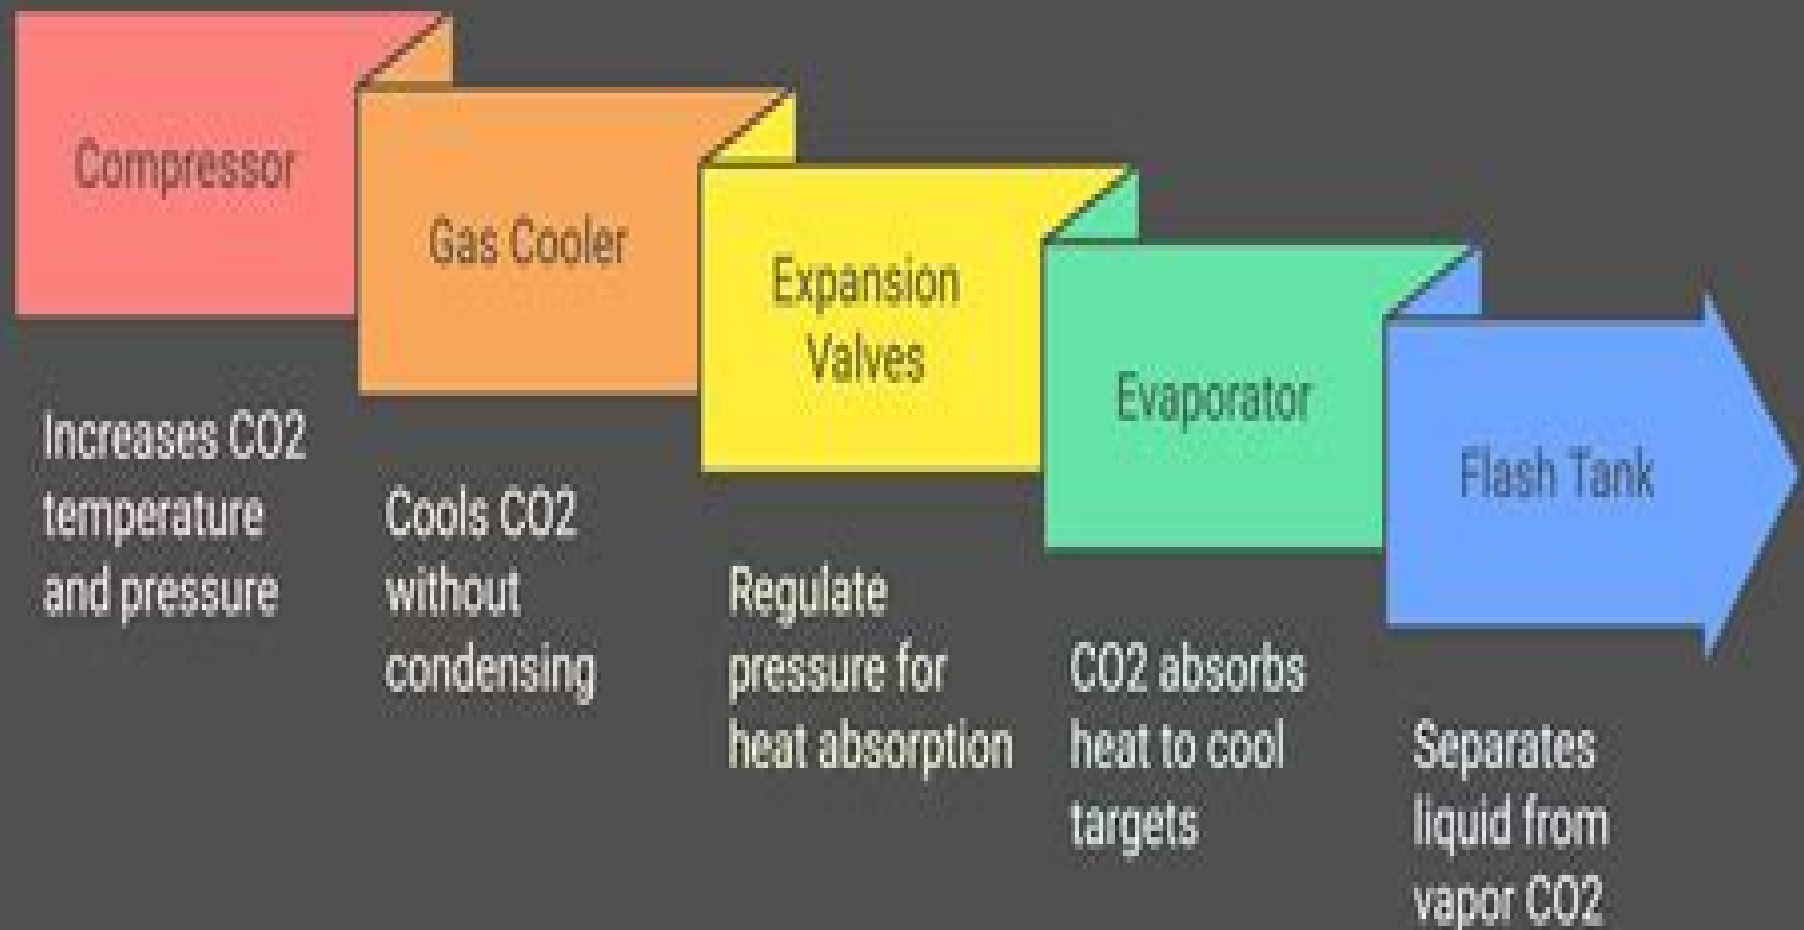 Compressor
Increases CO2
temperature
and pressure
Gas Cooler
Cools CO2
without
condensing
Expansion
Valves
Regulate
pressure for
heat absorption
Evaporator
CO2 absorbs
heat to cool
targets
Flash Tank
Separates
liquid from
vapor CO2